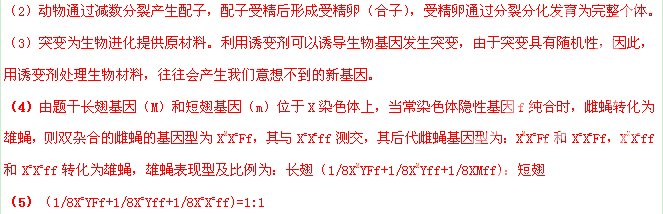 （2）动物通过减数分裂产生配子，配子受精后形成受精卵（合子），受精卵通过分裂分化发育为完整个体。
（3）突变为生物进化提供原材料。利用诱变剂可以诱导生物基因发生突变，由于突变具有随机性，因此，
用诱变剂处理生物材料，往往会产生我们意想不到的新基因。
（4）由题干长翅基因（M）和短翅基因（m）位于X染色体上，当常染色体隐性基因f纯合时，雌蝇转化为
雄蝇，则双杂合的雌蝇的基因型为XᴹXᵐFf，其与XᵐXᵐff测交，其后代雌蝇基因型为：XᴹXᵐFf和XᵐXᵐFf，XᴹXᵐff
和XᵐXᵐff转化为雄蝇，雄蝇表现型及比例为：长翅（1/8XᴹYFf+1/8XᴹYff+1/8XMff）：短翅
（5）（1/8XᵐYFf+1/8XᵐYff+1/8XᵐXᵐff)=1:1